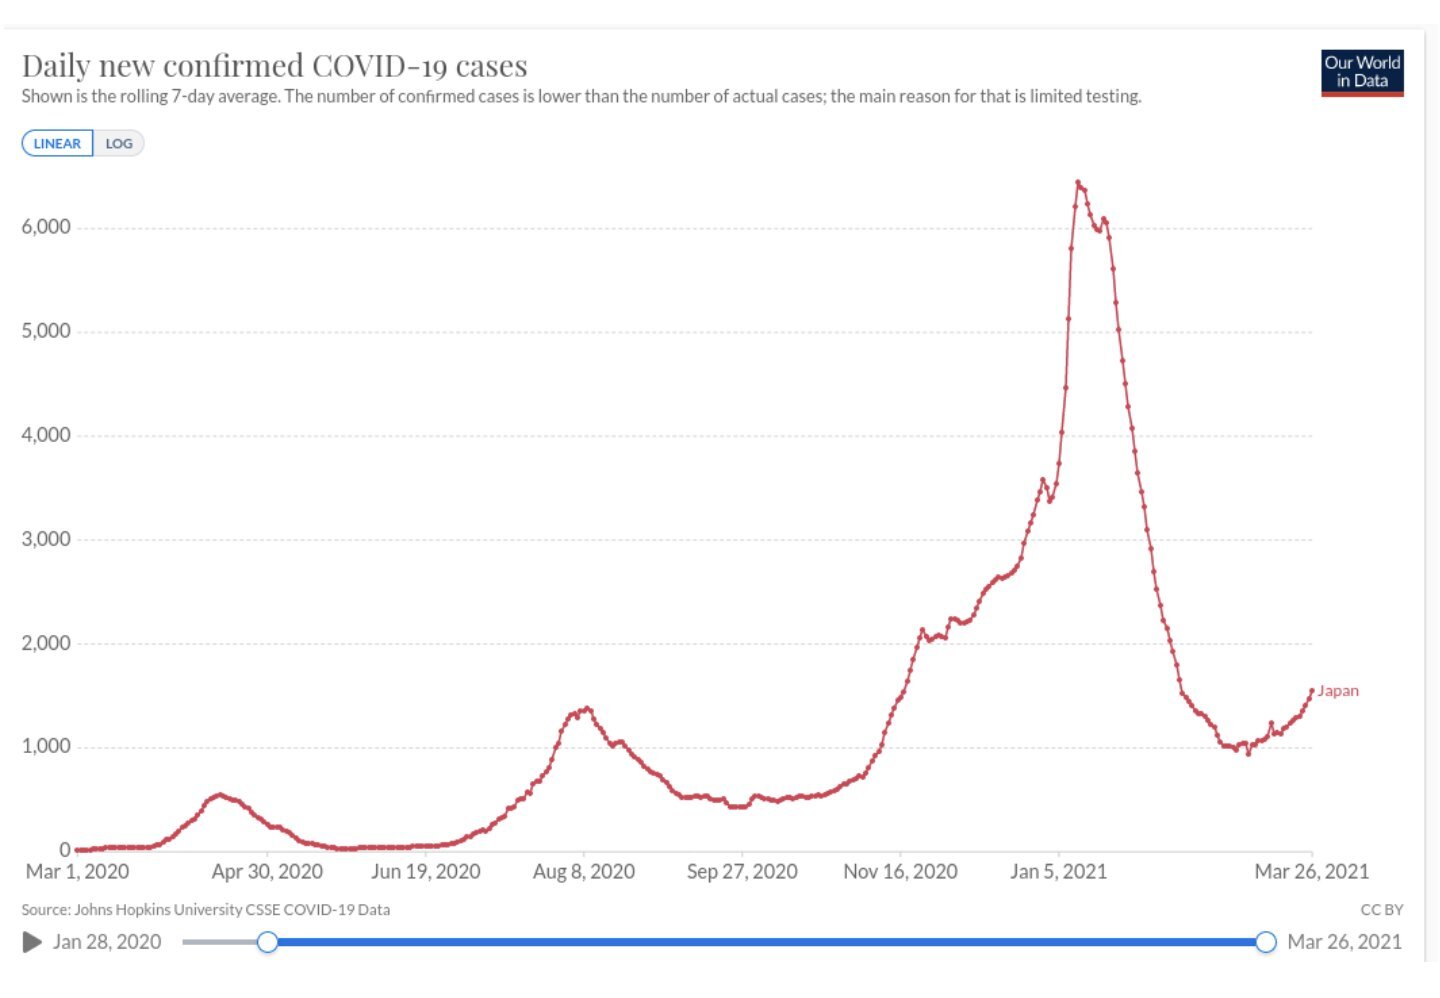 Daily new confirmed COVID-19 cases
Our World
in Data
Shown is the rolling 7-day average. The number of confirmed cases is lower than the number of actual cases; the main reason for that is limited testing.
LINEAR LOG
6,000
5,000
4,000
3,000
2,000
Japan
1,000
0
Mar 1, 2020 Apr 30, 2020 Jun 19, 2020 Aug 8, 2020 Sep 27, 2020 Nov 16, 2020 Jan 5, 2021 Mar 26, 2021
Source: Johns Hopkins University CSSE COVID-19 Data CC BY
Jan 28, 2020 Mar 26, 2021